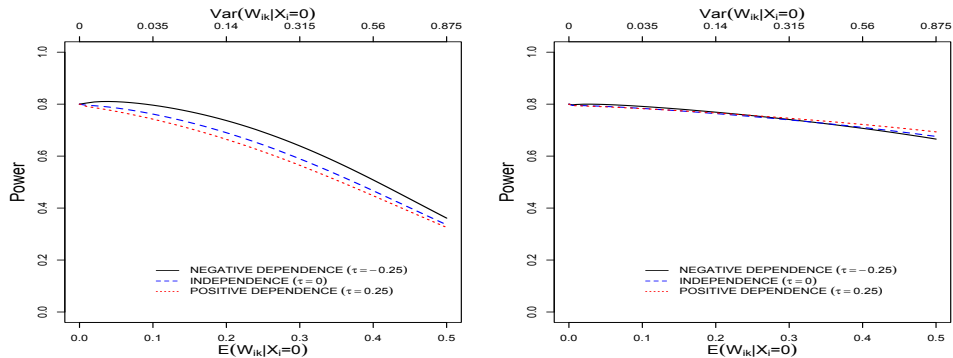 Var(W_ik|X_i=0)
0 0.035 0.14 0.315 0.56 0.875
Power
1.0
0.8
0.6
0.4
0.2
0.0
NEGATIVE DEPENDENCE (τ=−0.25)
INDEPENDENCE (τ=0)
POSITIVE DEPENDENCE (τ=0.25)
0.0 0.1 0.2 0.3 0.4 0.5
E(W_ik|X_i=0)
Var(W_ik|X_i=0)
0 0.035 0.14 0.315 0.56 0.875
Power
1.0
0.8
0.6
0.4
0.2
0.0
NEGATIVE DEPENDENCE (τ=−0.25)
INDEPENDENCE (τ=0)
POSITIVE DEPENDENCE (τ=0.25)
0.0 0.1 0.2 0.3 0.4 0.5
E(W_ik|X_i=0)